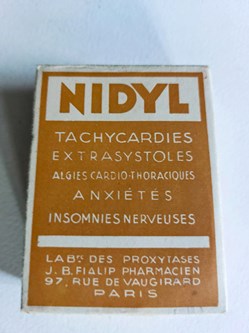 NIDYL
TACHYCARDIES
EXTRASYSTOLES
ALGIES CARDIO-THORACIQUES
ANXIÉTÉS
INSOMNIES NERVEUSES
LABS. DES PROXYTASES
J. B. FIALIP PHARMACIEN
97, RUE DE VAUGIRARD
PARIS